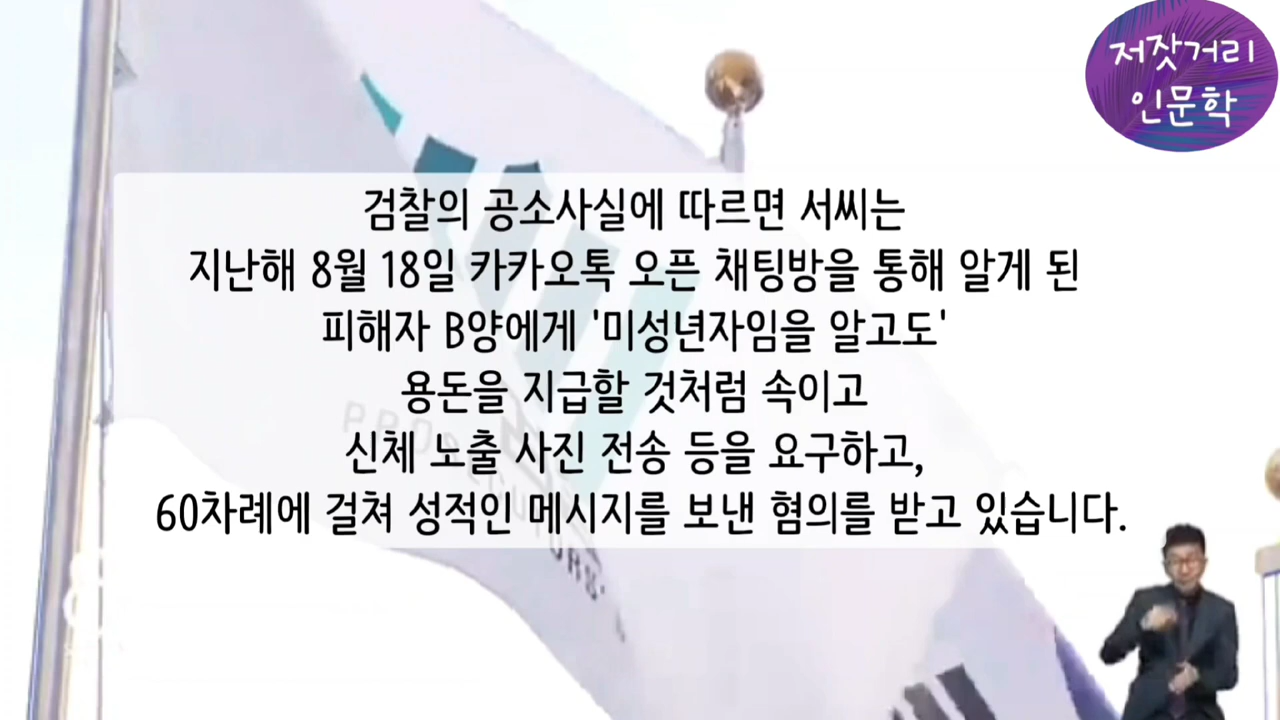 저잣거리
인문학
검찰의 공소사실에 따르면 서씨는
지난해 8월 18일 카카오톡 오픈 채팅방을 통해 알게 된
피해자 B양에게 '미성년자임을 알고도'
용돈을 지급할 것처럼 속이고
신체 노출 사진 전송 등을 요구하고,
60차례에 걸쳐 성적인 메시지를 보낸 혐의를 받고 있습니다.